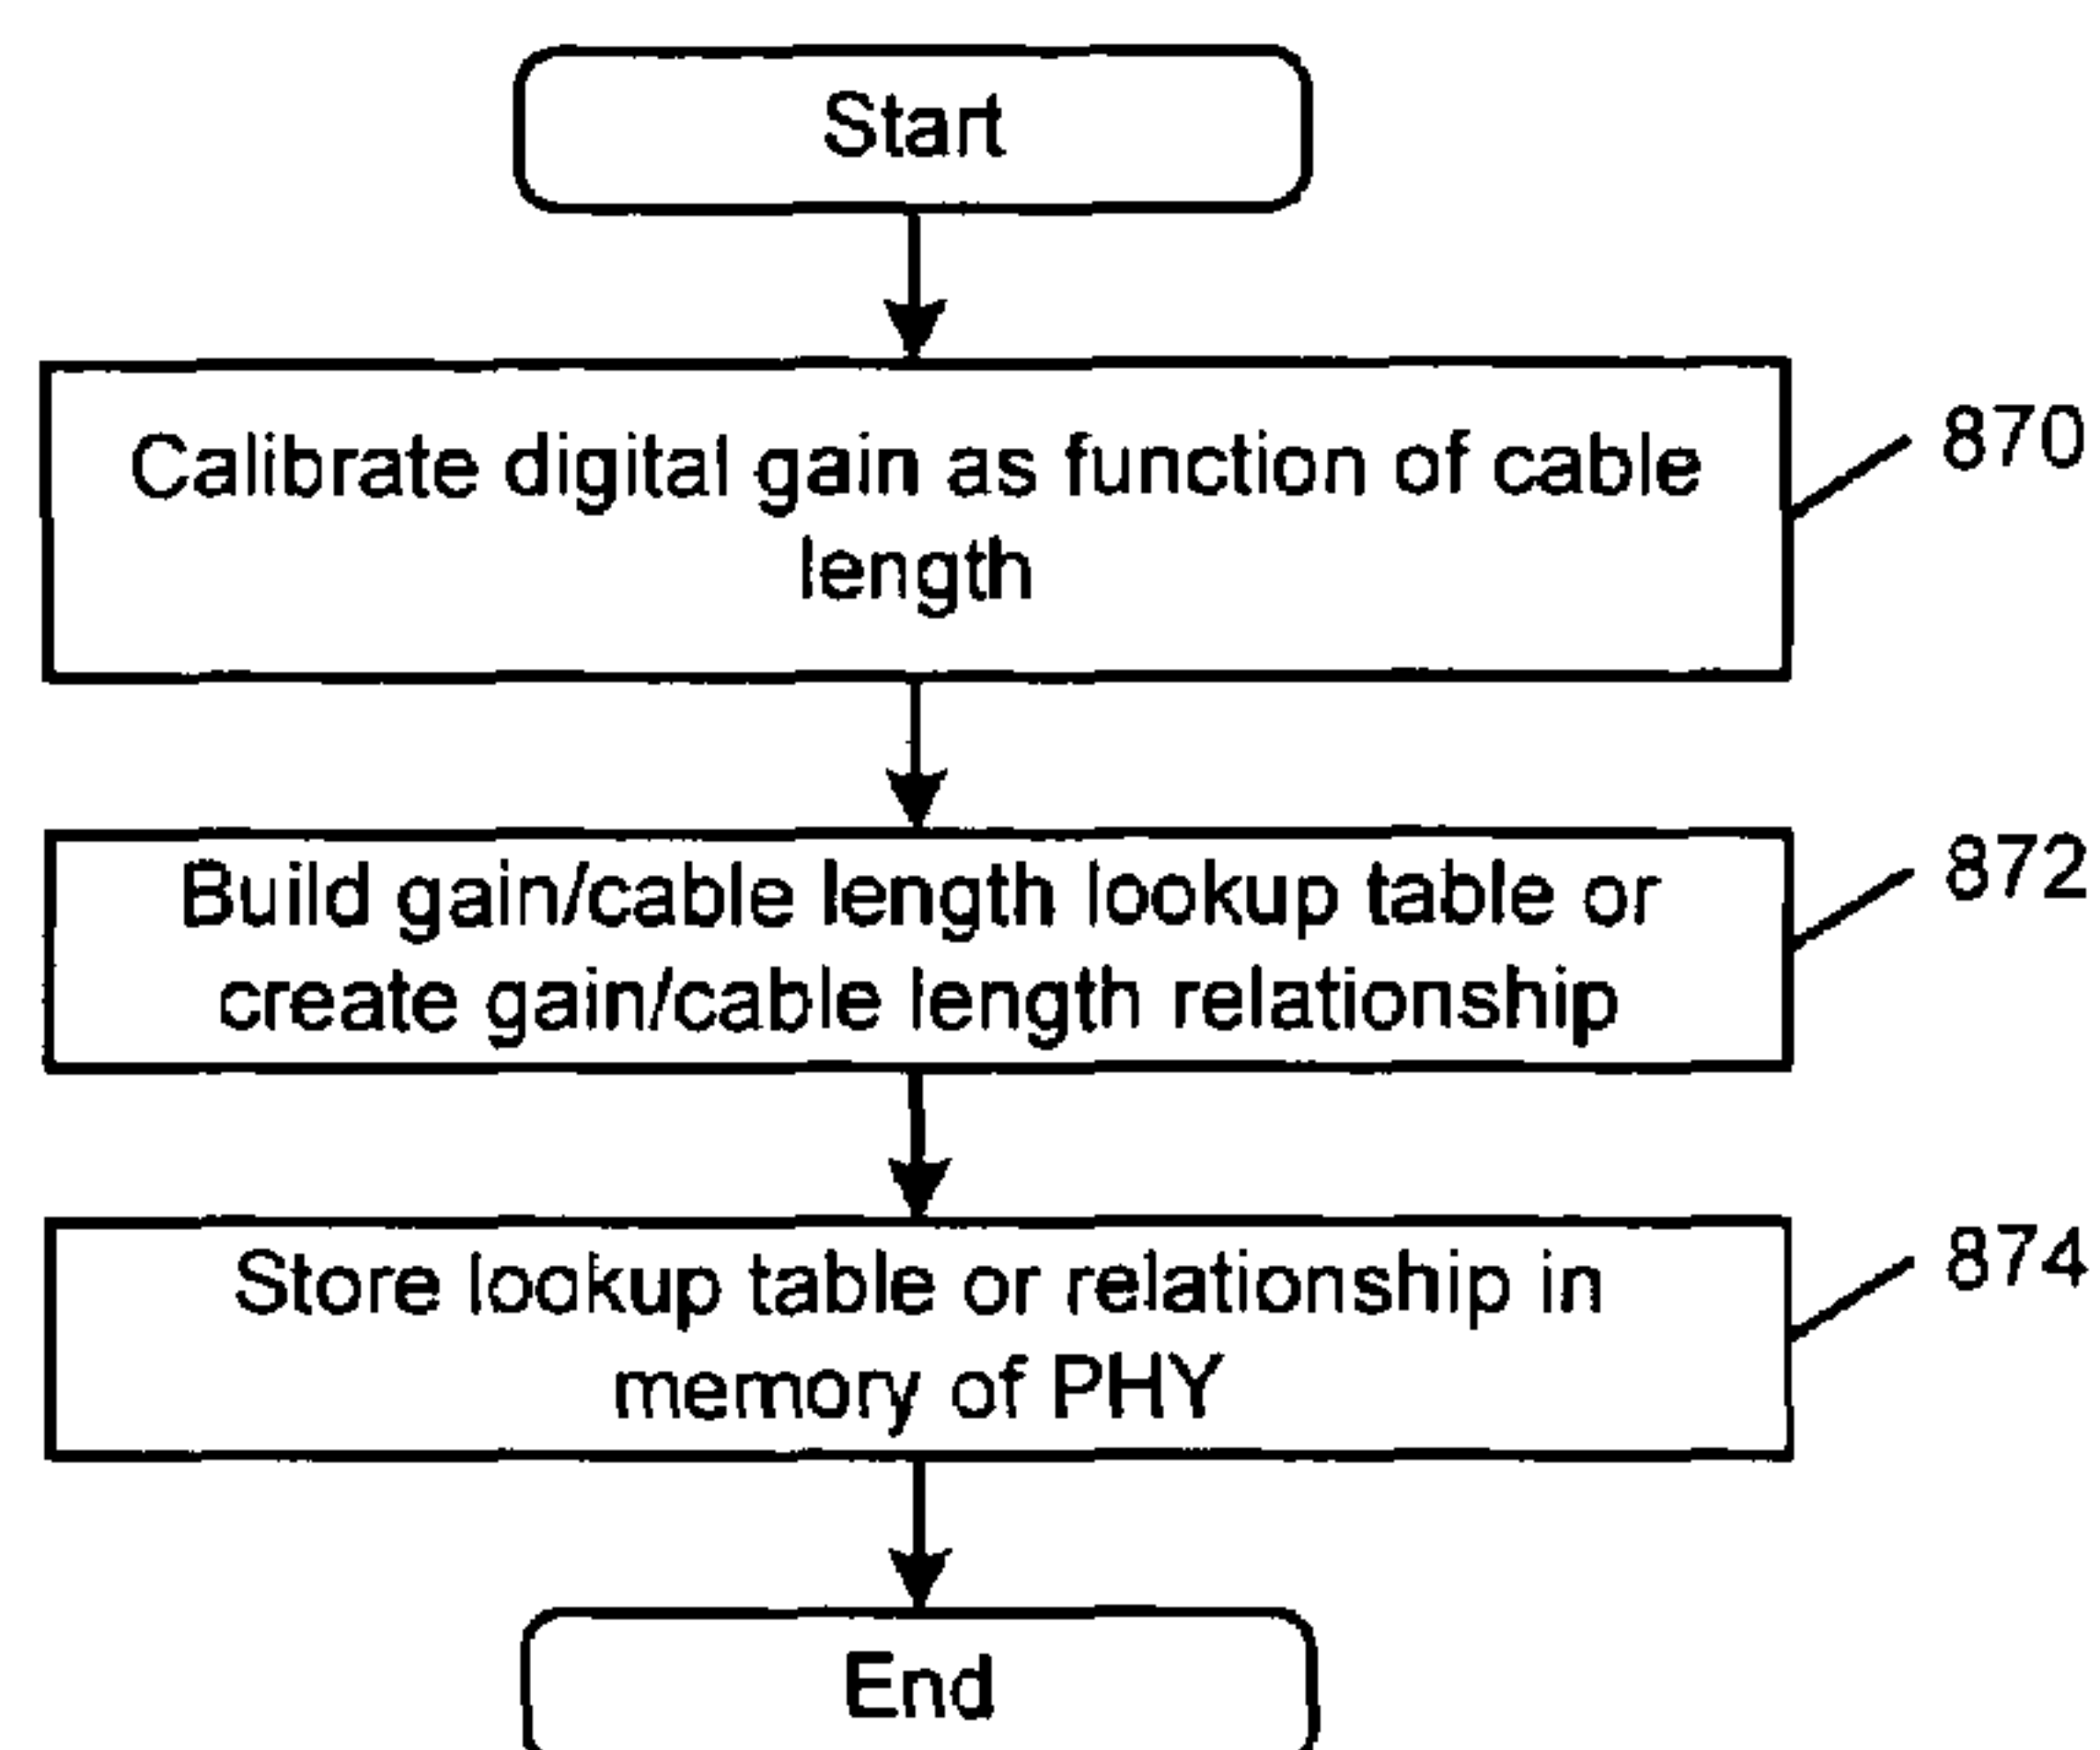 Start
Calibrate digital gain as function of cable
length
870
Build gain/cable length lookup table or
create gain/cable length relationship
872
Store lookup table or relationship in
memory of PHY
874
End